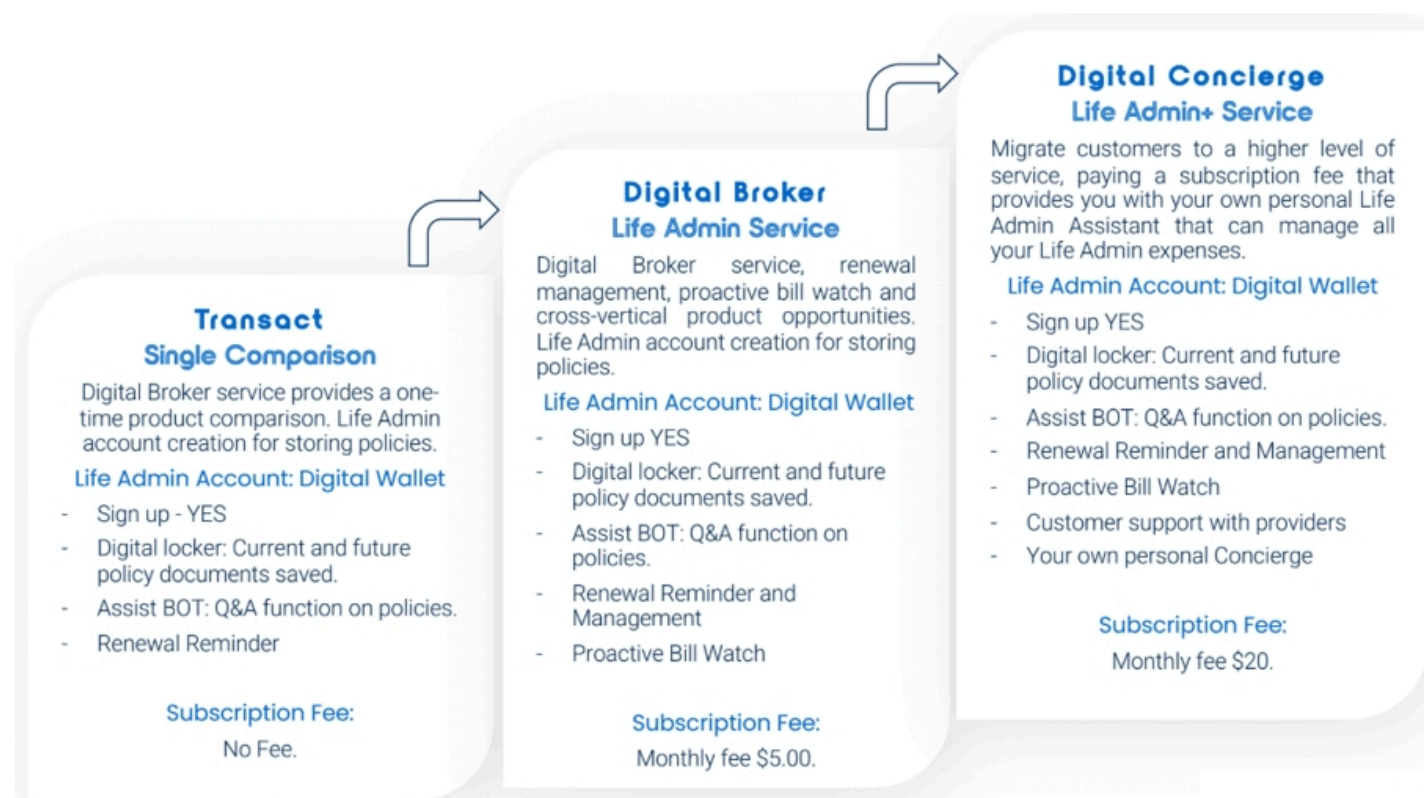 Transact
Single Comparison
Digital Broker service provides a one-
time product comparison. Life Admin
account creation for storing policies.
Life Admin Account: Digital Wallet
- Sign up - YES
- Digital locker: Current and future
policy documents saved.
- Assist BOT: Q&A function on policies.
- Renewal Reminder
Subscription Fee:
No Fee.
Digital Broker
Life Admin Service
Digital Broker service, renewal
management, proactive bill watch and
cross-vertical product opportunities.
Life Admin account creation for storing
policies.
Life Admin Account: Digital Wallet
- Sign up YES
- Digital locker: Current and future
policy documents saved.
- Assist BOT: Q&A function on
policies.
- Renewal Reminder and
Management
- Proactive Bill Watch
Subscription Fee:
Monthly fee $5.00.
Digital Concierge
Life Admin+ Service
Migrate customers to a higher level of
service, paying a subscription fee that
provides you with your own personal Life
Admin Assistant that can manage all
your Life Admin expenses.
Life Admin Account: Digital Wallet
- Sign up YES
- Digital locker: Current and future
policy documents saved.
- Assist BOT: Q&A function on policies.
- Renewal Reminder and Management
- Proactive Bill Watch
- Customer support with providers
- Your own personal Concierge
Subscription Fee:
Monthly fee $20.